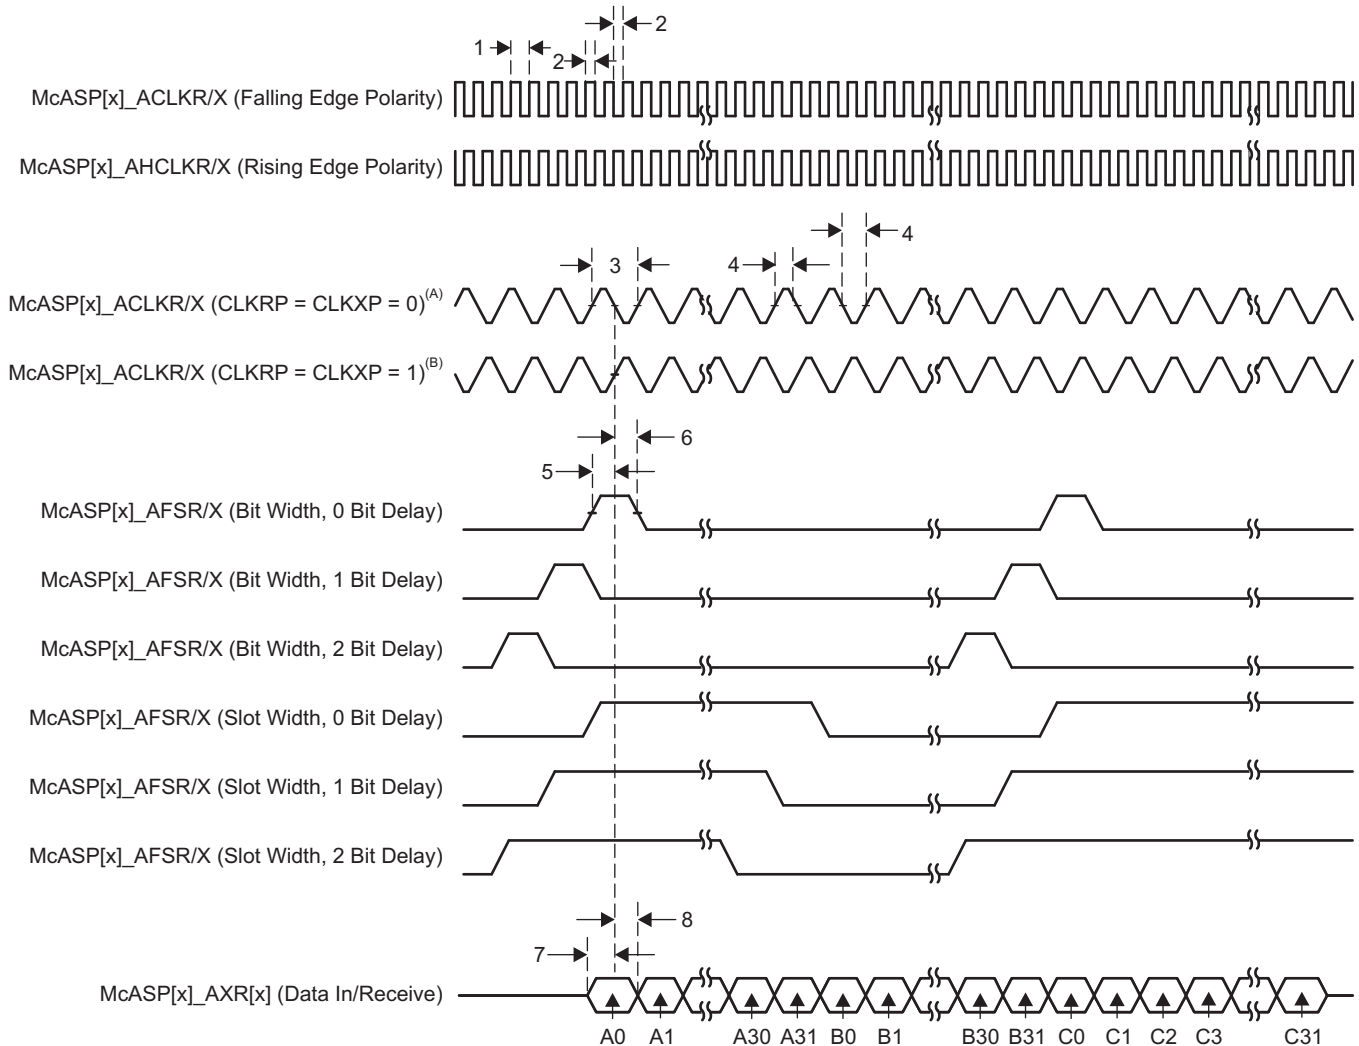 2
1
2
McASP[x]_ACLKR/X (Falling Edge Polarity)
McASP[x]_AHCLKR/X (Rising Edge Polarity)
4
3
4
McASP[x]_ACLKR/X (CLKRP = CLKXP = 0)(A)
McASP[x]_ACLKR/X (CLKRP = CLKXP = 1)(B)
6
5
McASP[x]_AFSR/X (Bit Width, 0 Bit Delay)
McASP[x]_AFSR/X (Bit Width, 1 Bit Delay)
McASP[x]_AFSR/X (Bit Width, 2 Bit Delay)
McASP[x]_AFSR/X (Slot Width, 0 Bit Delay)
McASP[x]_AFSR/X (Slot Width, 1 Bit Delay)
McASP[x]_AFSR/X (Slot Width, 2 Bit Delay)
8
7
McASP[x]_AXR[x] (Data In/Receive)
A0 A1 A30 A31 B0 B1 B30 B31 C0 C1 C2 C3 C31